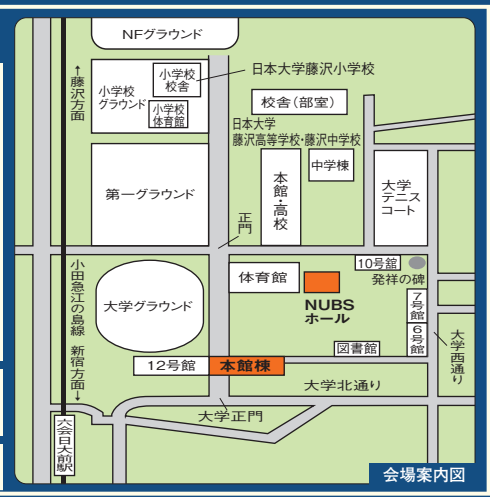 NFグラウンド
←藤沢方面
小学校
校舎
日本大学藤沢小学校
小学校
グラウンド
小学校
体育館
校舎(部室)
日本大学
藤沢高等学校・藤沢中学校
第一グラウンド
本館・高校
中学棟
大学
テニス
コート
正門
小田急江の島線 新宿方面→
大学グラウンド
体育館
NUBS
ホール
10号舘
発祥の碑
7号館
6号館
図書館
大学西通り
12号館
本館棟
大学北通り
大学正門
六会日大前駅
会場案内図